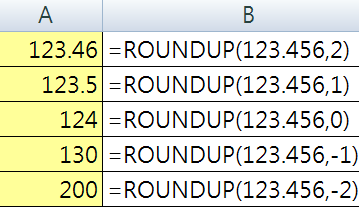 A B
123.46 =ROUNDUP(123.456,2)
123.5 =ROUNDUP(123.456,1)
124 =ROUNDUP(123.456,0)
130 =ROUNDUP(123.456,-1)
200 =ROUNDUP(123.456,-2)